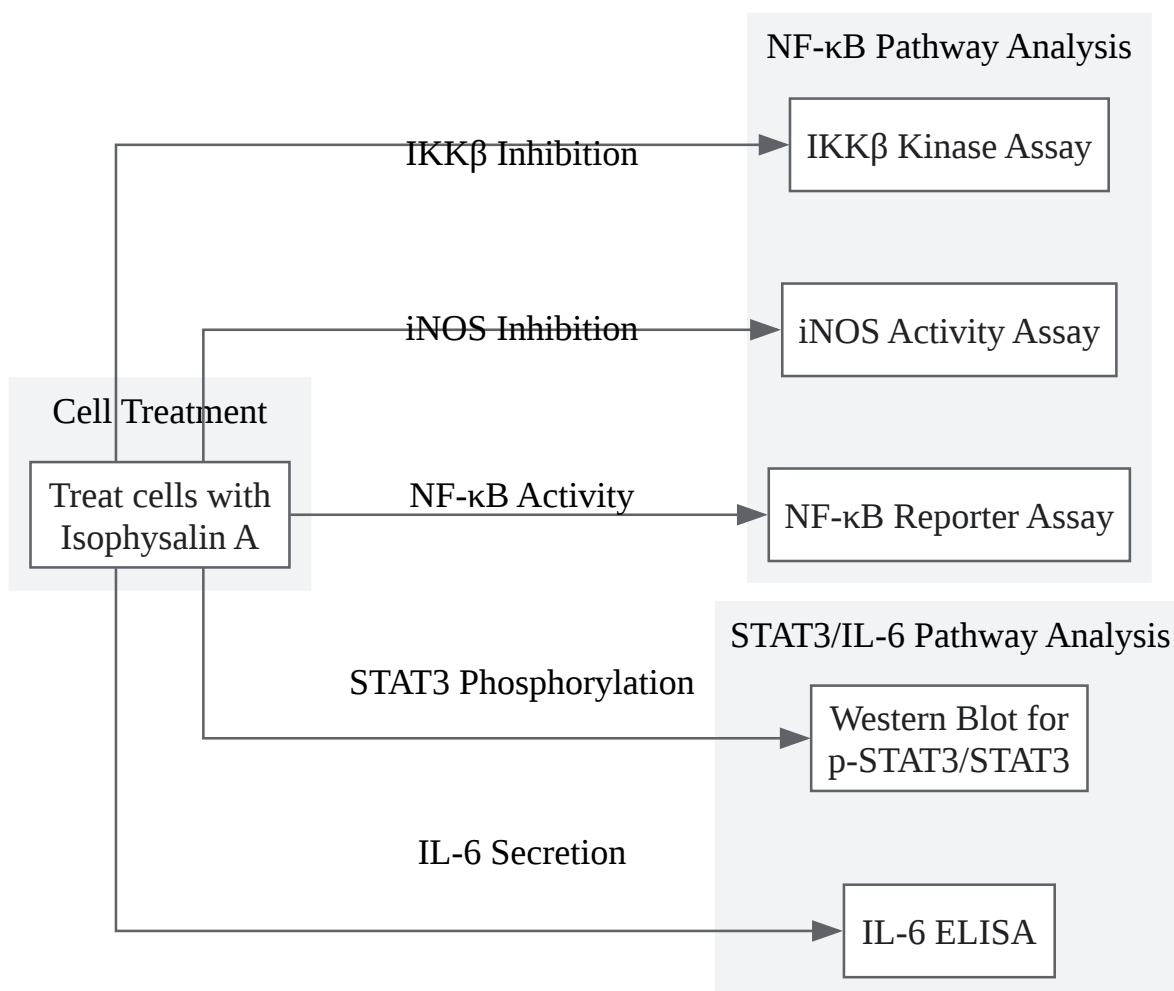 NF-κB Pathway Analysis
IKKβ Inhibition
IKKβ Kinase Assay
iNOS Inhibition
iNOS Activity Assay
Cell Treatment
Treat cells with
Isophysalin A
NF-κB Activity
NF-κB Reporter Assay
STAT3/IL-6 Pathway Analysis
STAT3 Phosphorylation
Western Blot for
p-STAT3/STAT3
IL-6 Secretion
IL-6 ELISA